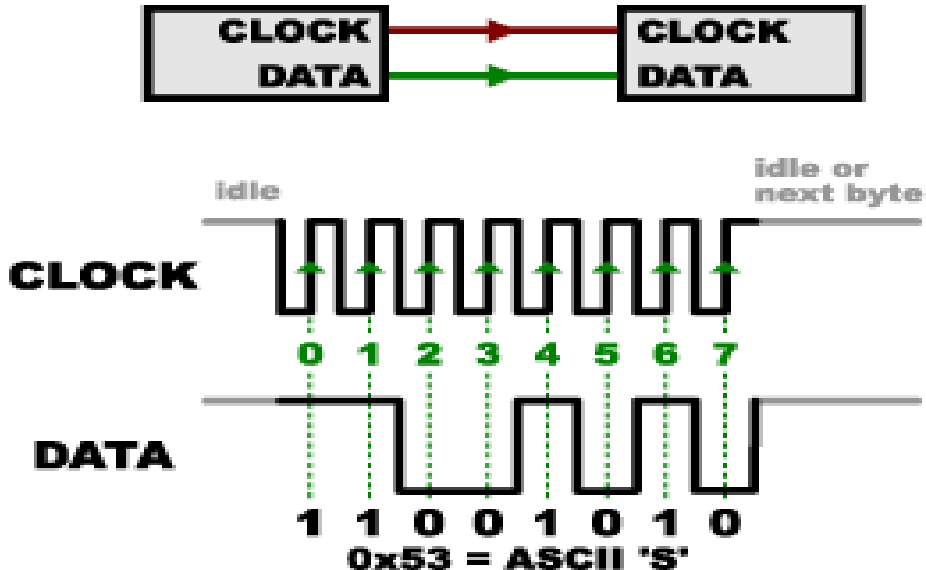 CLOCK CLOCK
DATA DATA
idle
idle or
next byte
CLOCK
0 1 2 3 4 5 6 7
DATA
1 1 0 0 1 0 1 0
0x53 = ASCII 'S'